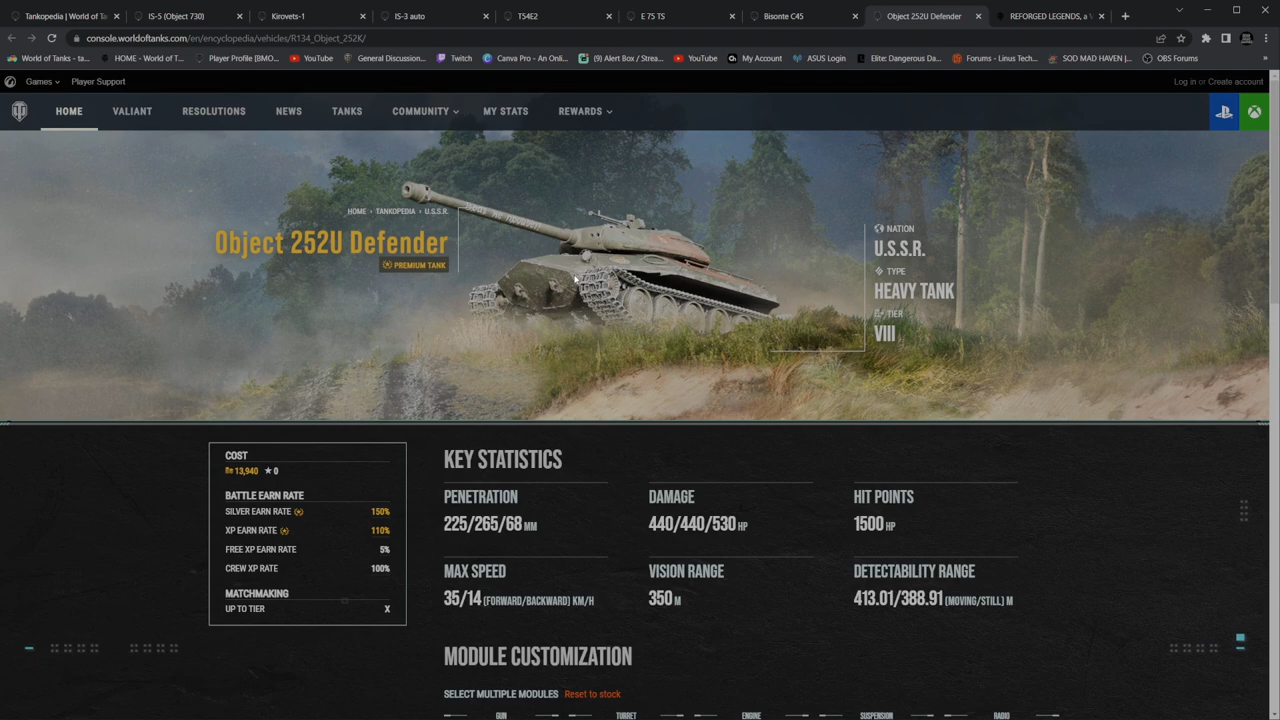 Tankopedia | World of Ta
IS-5 (Object 730)
Kirovets-1
IS-3 auto
T54E2
E 75 TS
Bisonte C45
Object 252U Defender
REFORGED LEGENDS, a
console.worldoftanks.com/en/encyclopedia/vehicles/R134_Object_252K/
World of Tanks - ta...
HOME - World of T...
Player Profile [BMO...
YouTube
General Discussion...
Twitch
Canva Pro - An Onli...
(9) Alert Box / Strea...
YouTube
My Account
ASUS Login
Elite: Dangerous Da...
Forums - Linus Tech...
SOD MAD HAVEN |...
OBS Forums
Games
Player Support
Log in or Create account
HOME
VALIANT
RESOLUTIONS
NEWS
TANKS
COMMUNITY
MY STATS
REWARDS
HOME • TANKOPEDIA • U.S.S.R.
Object 252U Defender
PREMIUM TANK
NATION
U.S.S.R.
TYPE
HEAVY TANK
TIER
VIII
COST
13,940 ★ 0
BATTLE EARN RATE
SILVER EARN RATE 150%
XP EARN RATE 110%
FREE XP EARN RATE 5%
CREW XP RATE 100%
MATCHMAKING
UP TO TIER X
KEY STATISTICS
PENETRATION
225/265/68 MM
DAMAGE
440/440/530 HP
HIT POINTS
1500 HP
MAX SPEED
35/14 (FORWARD/BACKWARD) KM/H
VISION RANGE
350 M
DETECTABILITY RANGE
413.01/388.91 (MOVING/STILL) M
MODULE CUSTOMIZATION
SELECT MULTIPLE MODULES Reset to stock
GUN
TURRET
ENGINE
SUSPENSION
RADIO